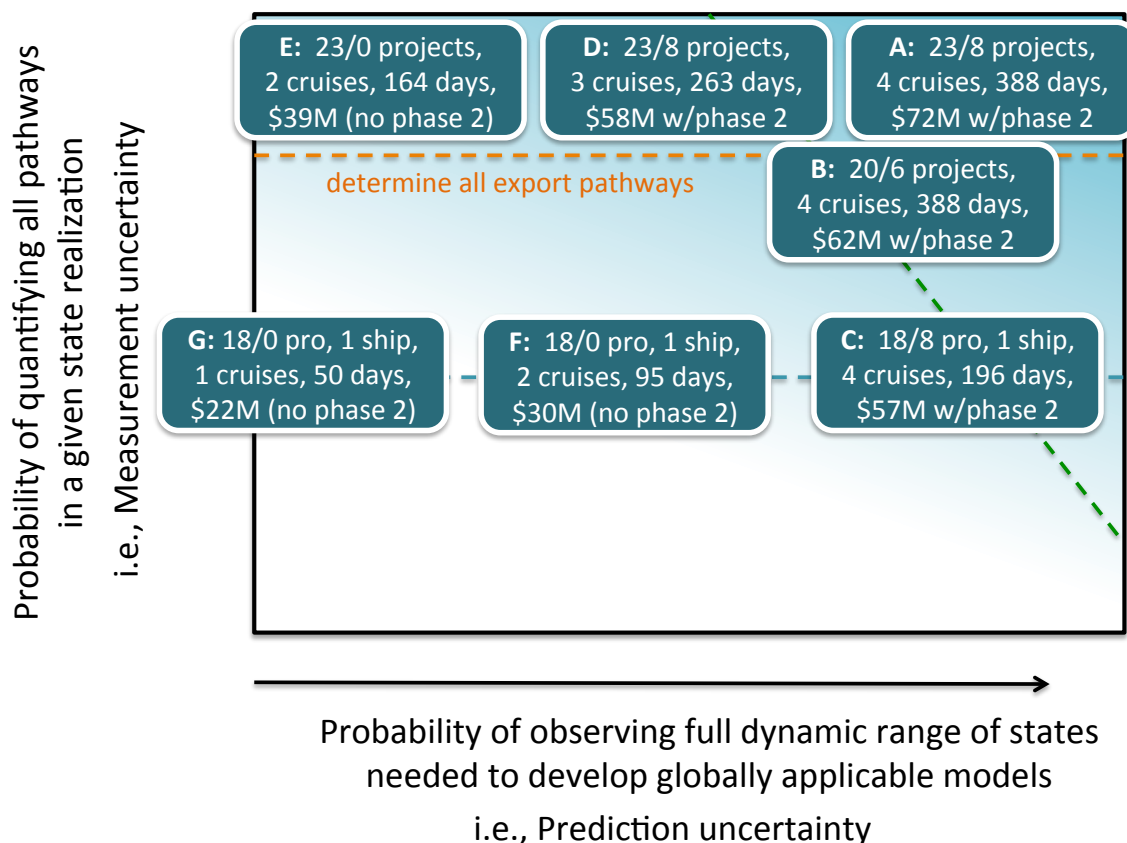 Probability of quantifying all pathways
in a given state realization
i.e., Measurement uncertainty
E: 23/0 projects,
2 cruises, 164 days,
$39M (no phase 2)
D: 23/8 projects,
3 cruises, 263 days,
$58M w/phase 2
A: 23/8 projects,
4 cruises, 388 days,
$72M w/phase 2
determine all export pathways
B: 20/6 projects,
4 cruises, 388 days,
$62M w/phase 2
G: 18/0 pro, 1 ship,
1 cruises, 50 days,
$22M (no phase 2)
F: 18/0 pro, 1 ship,
2 cruises, 95 days,
$30M (no phase 2)
C: 18/8 pro, 1 ship,
4 cruises, 196 days,
$57M w/phase 2
Probability of observing full dynamic range of states
needed to develop globally applicable models
i.e., Prediction uncertainty